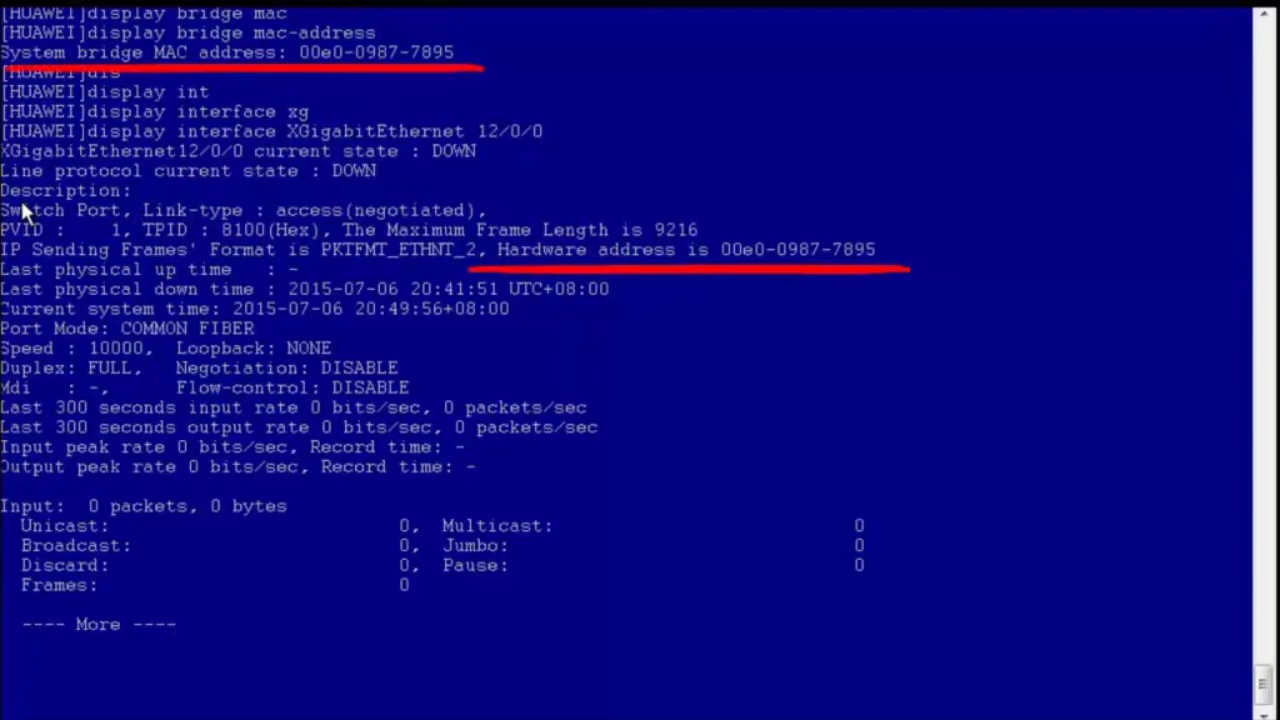 [HUAWEI]display bridge mac
[HUAWEI]display bridge mac-address
System bridge MAC address: 00e0-0987-7895
[HUAWEI]dis
[HUAWEI]display int
[HUAWEI]display interface xg
[HUAWEI]display interface XGigabitEthernet 12/0/0
XGigabitEthernet12/0/0 current state : DOWN
Line protocol current state : DOWN
Description:
Switch Port, Link-type : access(negotiated),
PVID :    1, TPID : 8100(Hex), The Maximum Frame Length is 9216
IP Sending Frames' Format is PKTFMT_ETHNT_2, Hardware address is 00e0-0987-7895
Last physical up time   : -
Last physical down time : 2015-07-06 20:41:51 UTC+08:00
Current system time: 2015-07-06 20:49:56+08:00
Port Mode: COMMON FIBER
Speed : 10000,  Loopback: NONE
Duplex: FULL,   Negotiation: DISABLE
Mdi   : -,      Flow-control: DISABLE
Last 300 seconds input rate 0 bits/sec, 0 packets/sec
Last 300 seconds output rate 0 bits/sec, 0 packets/sec
Input peak rate 0 bits/sec, Record time: -
Output peak rate 0 bits/sec, Record time: -
Input:  0 packets, 0 bytes
Unicast: 0, Multicast: 0
Broadcast: 0, Jumbo: 0
Discard: 0, Pause: 0
Frames: 0
---- More ----